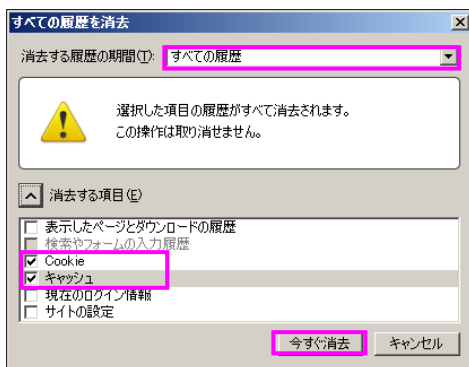 すべての履歴を消去
消去する履歴の期間(T): すべての履歴
選択した項目の履歴がすべて消去されます。
この操作は取り消せません。
消去する項目(E)
表示したページとダウンロードの履歴
検索やフォームの入力履歴
Cookie
キャッシュ
現在のログイン情報
サイトの設定
今すぐ消去 キャンセル